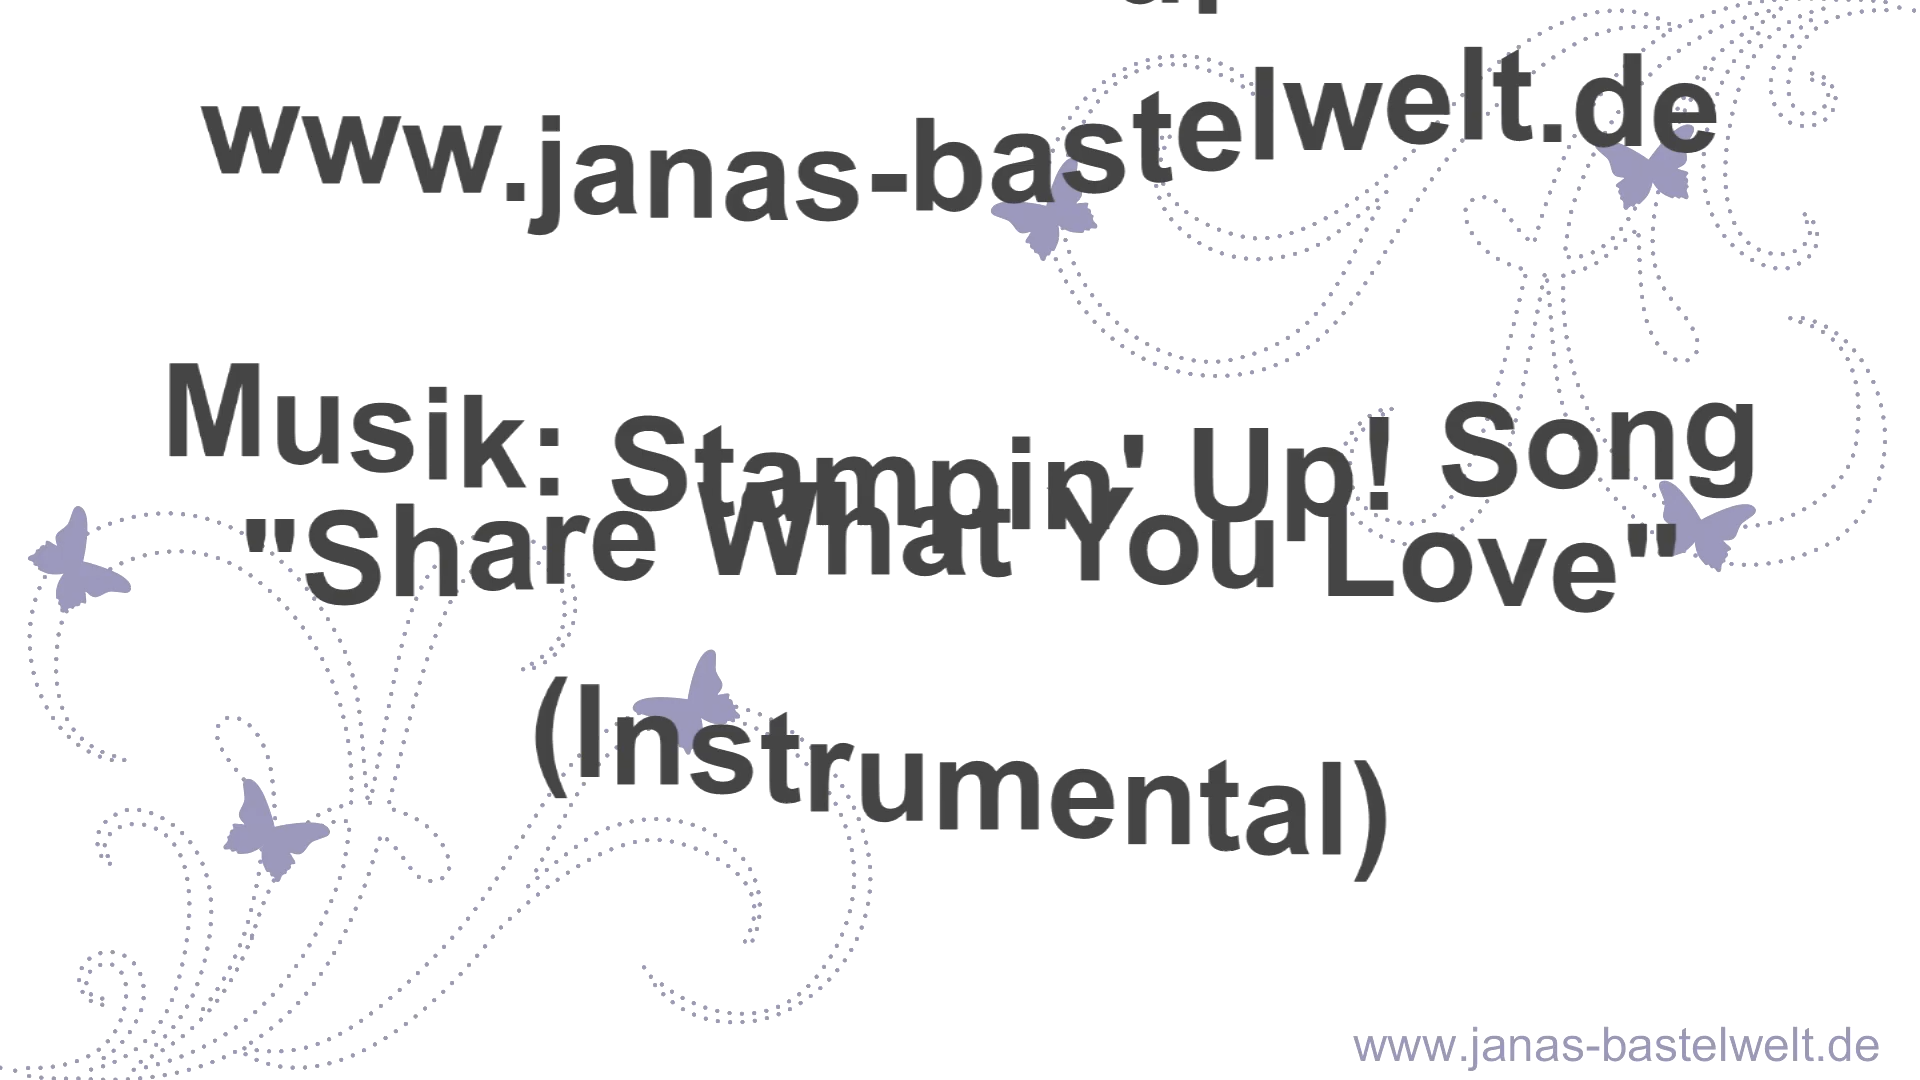 www.janas-bastelwelt.de
Musik: Stampin' Up! Song
"Share What You Love"
(Instrumental)
www.janas-bastelwelt.de